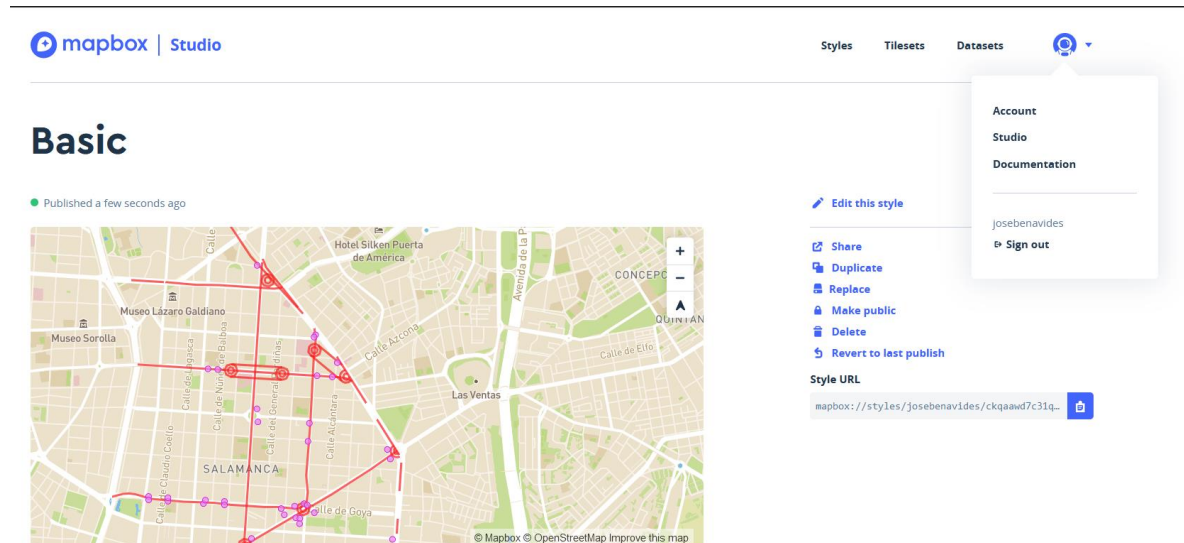 mapbox | Studio
Styles Tilesets Datasets
Account
Studio
Documentation
josebenavides
Sign out
Basic
Published a few seconds ago
Edit this style
Share
Duplicate
Replace
Make public
Delete
Revert to last publish
Style URL
mapbox://styles/josebenavides/ckqaawd7c31q…
Calle
Hotel Silken Puerta
de América
Avenida de la P
CONCEPC
QUINTAN
Museo Lázaro Galdiano
Museo Sorolla
Calle Azcona
Calle de Elfo
Calle de Lagasca
Calle de Núñez de Balboa
Calle del General
Las Ventas
Calle Alcántara
Calle de Claudio Coello
SALAMANCA
lle de Goya
© Mapbox © OpenStreetMap Improve this map